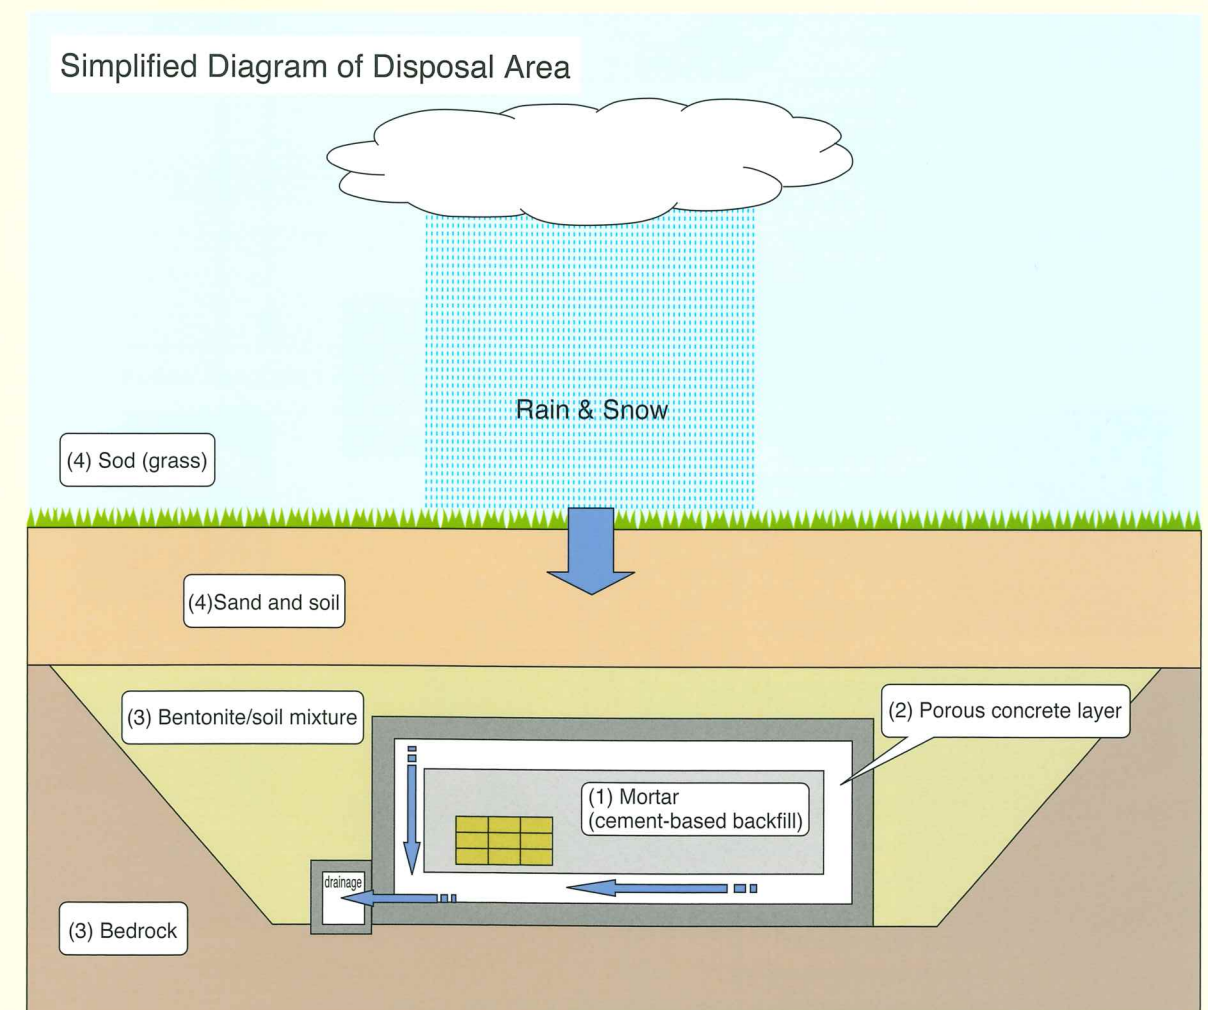 Simplified Diagram of Disposal Area
Rain & Snow
(4) Sod (grass)
(4)Sand and soil
(3) Bentonite/soil mixture
(2) Porous concrete layer
(1) Mortar
(cement-based backfill)
drainage
(3) Bedrock